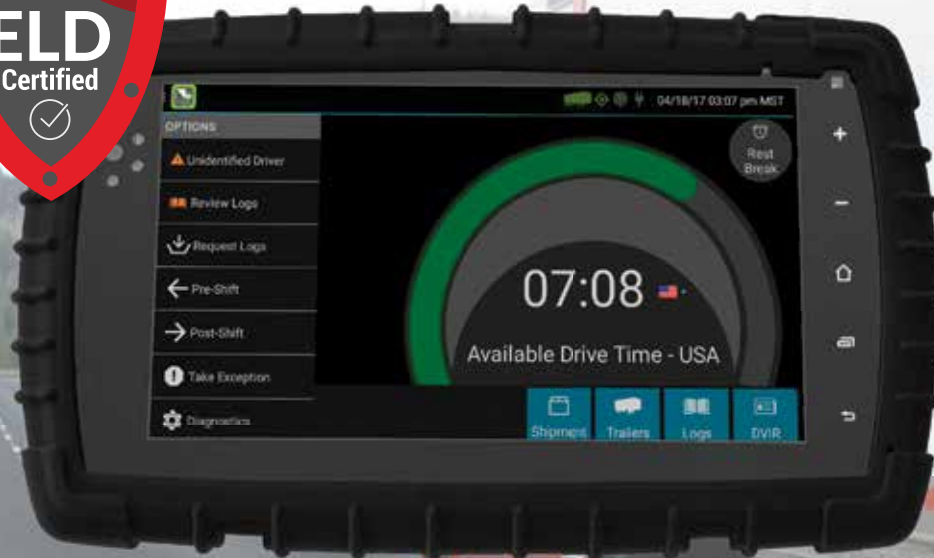 ELD
Certified
04/18/17 03:07 pm MST
OPTIONS
Unidentified Driver
Review Logs
Request Logs
Pre-Shift
Post-Shift
Take Exception
Diagnostics
Rest
Break
07:08
Available Drive Time - USA
Shipment
Trailers
Logs
DVIR